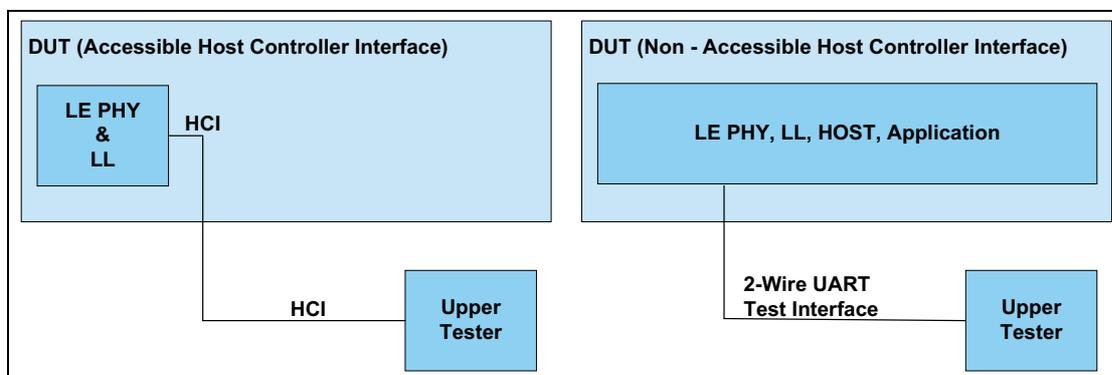 DUT (Accessible Host Controller Interface)
LE PHY
&
LL
HCI
HCI
Upper
Tester
DUT (Non - Accessible Host Controller Interface)
LE PHY, LL, HOST, Application
2-Wire UART
Test Interface
Upper
Tester